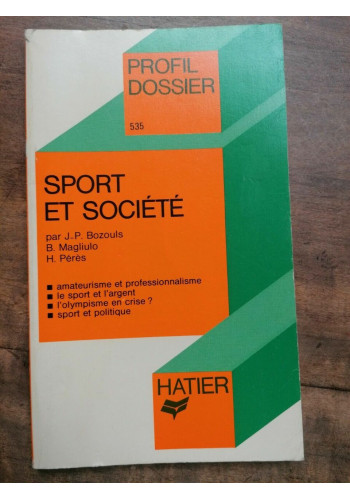 PROFIL
DOSSIER
535
SPORT
ET SOCIÉTÉ
par J.-P. Bozouls
B. Magliulo
H. Pérès
■ amateurisme et professionnalisme
■ le sport et l'argent
■ l'olympisme en crise ?
■ sport et politique
HATIER